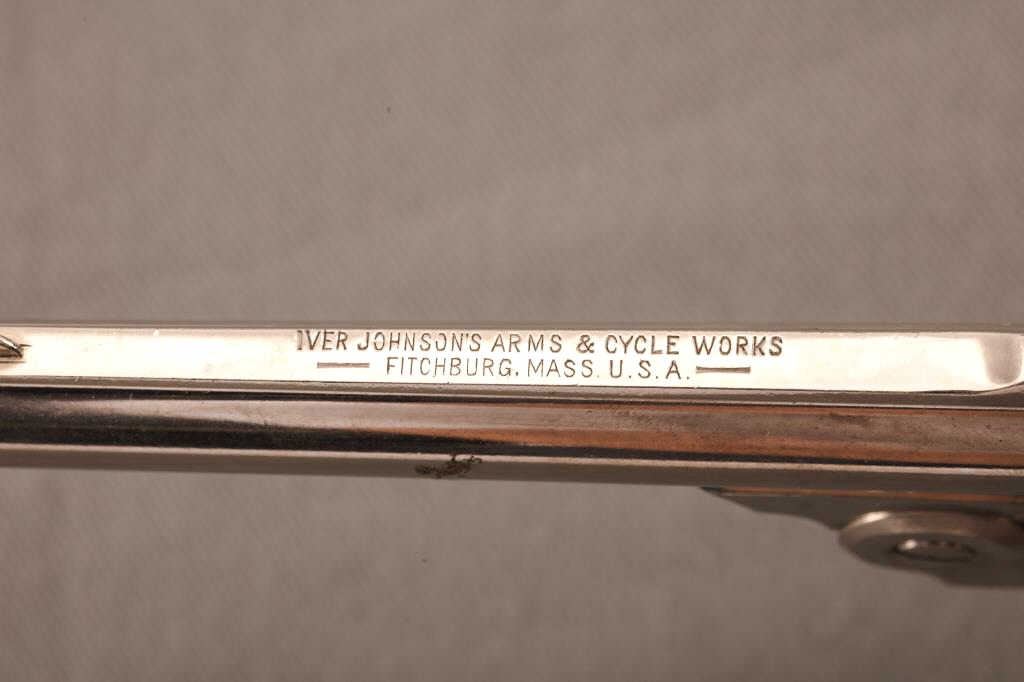 IVER JOHNSON'S ARMS & CYCLE WORKS
FITCHBURG. MASS. U.S.A.